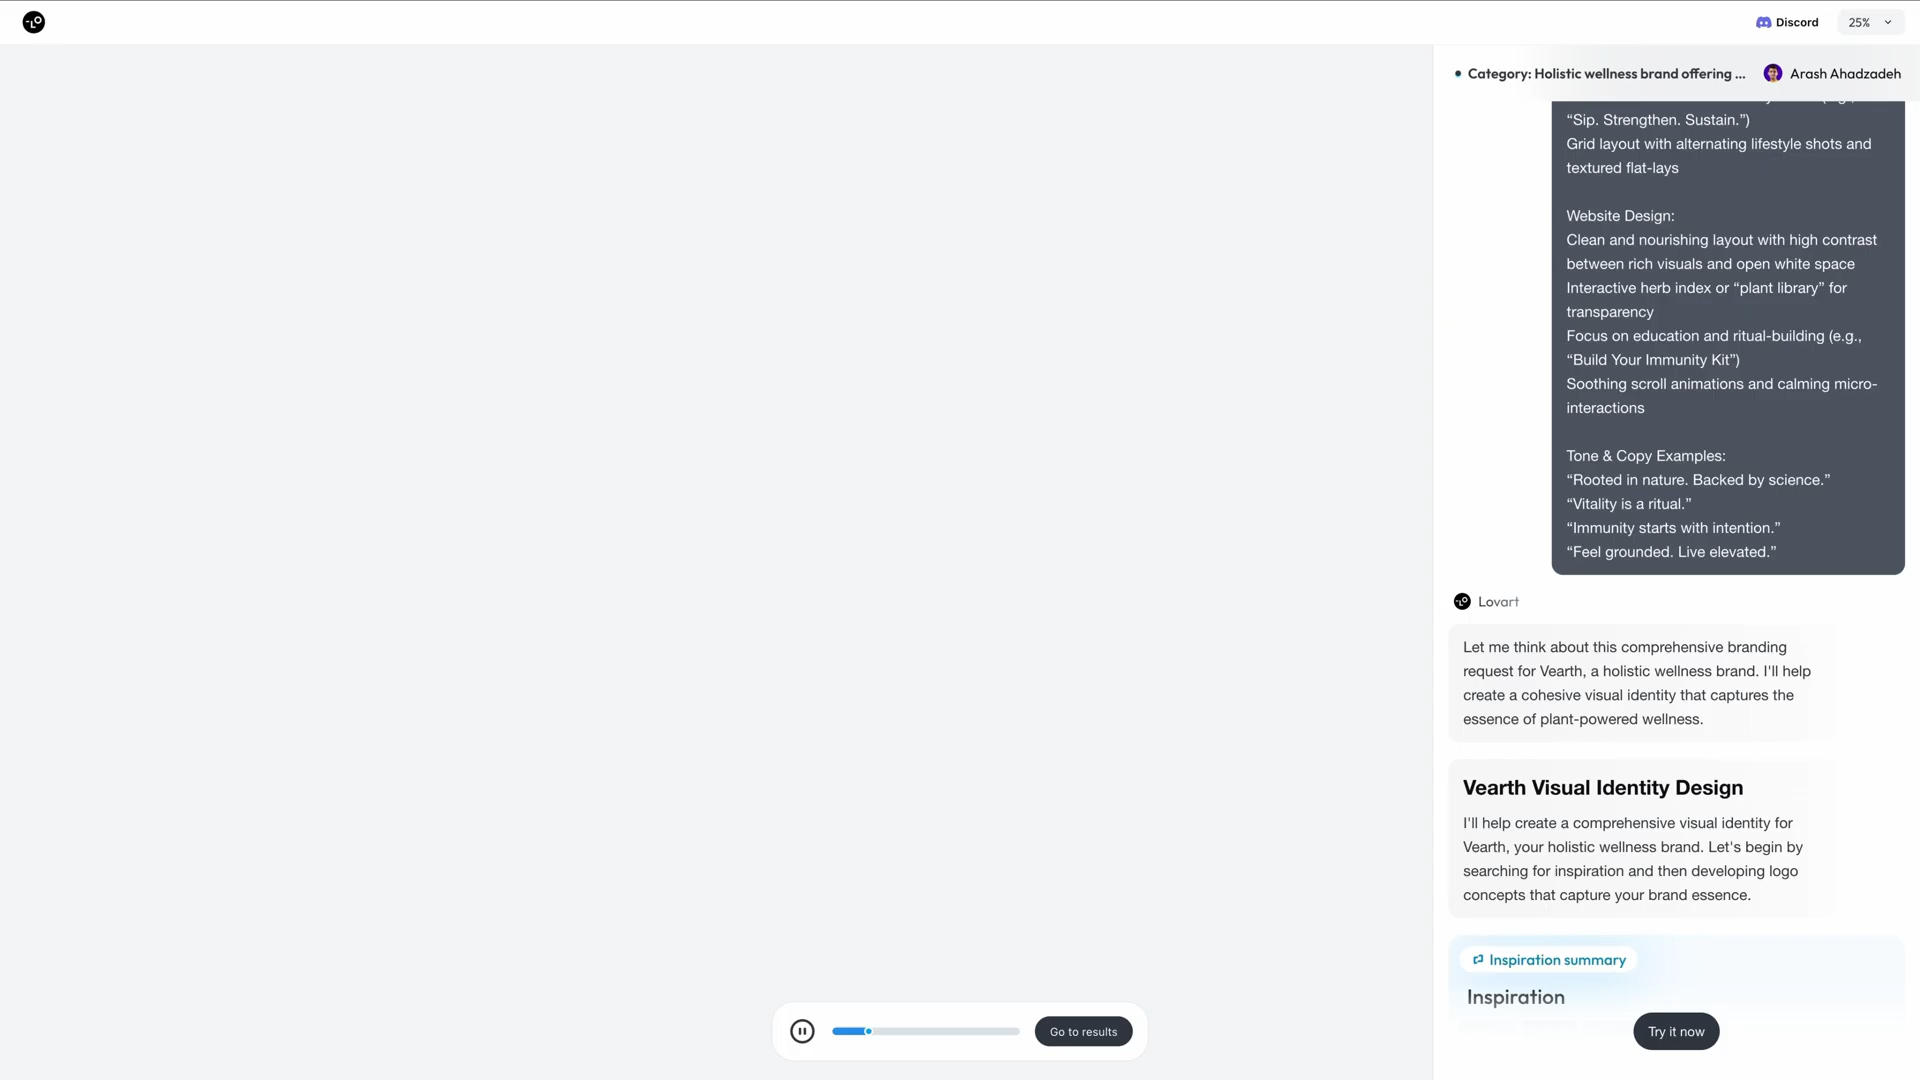 Discord
25%
Category: Holistic wellness brand offering ...
Arash Ahadzadeh
“Sip. Strengthen. Sustain.”)
Grid layout with alternating lifestyle shots and
textured flat-lays
Website Design:
Clean and nourishing layout with high contrast
between rich visuals and open white space
Interactive herb index or “plant library” for
transparency
Focus on education and ritual-building (e.g.,
“Build Your Immunity Kit”)
Soothing scroll animations and calming micro-
interactions
Tone & Copy Examples:
“Rooted in nature. Backed by science.”
“Vitality is a ritual.”
“Immunity starts with intention.”
“Feel grounded. Live elevated.”
Lovart
Let me think about this comprehensive branding
request for Vearth, a holistic wellness brand. I'll help
create a cohesive visual identity that captures the
essence of plant-powered wellness.
Vearth Visual Identity Design
I'll help create a comprehensive visual identity for
Vearth, your holistic wellness brand. Let's begin by
searching for inspiration and then developing logo
concepts that capture your brand essence.
Inspiration summary
Inspiration
Go to results
Try it now